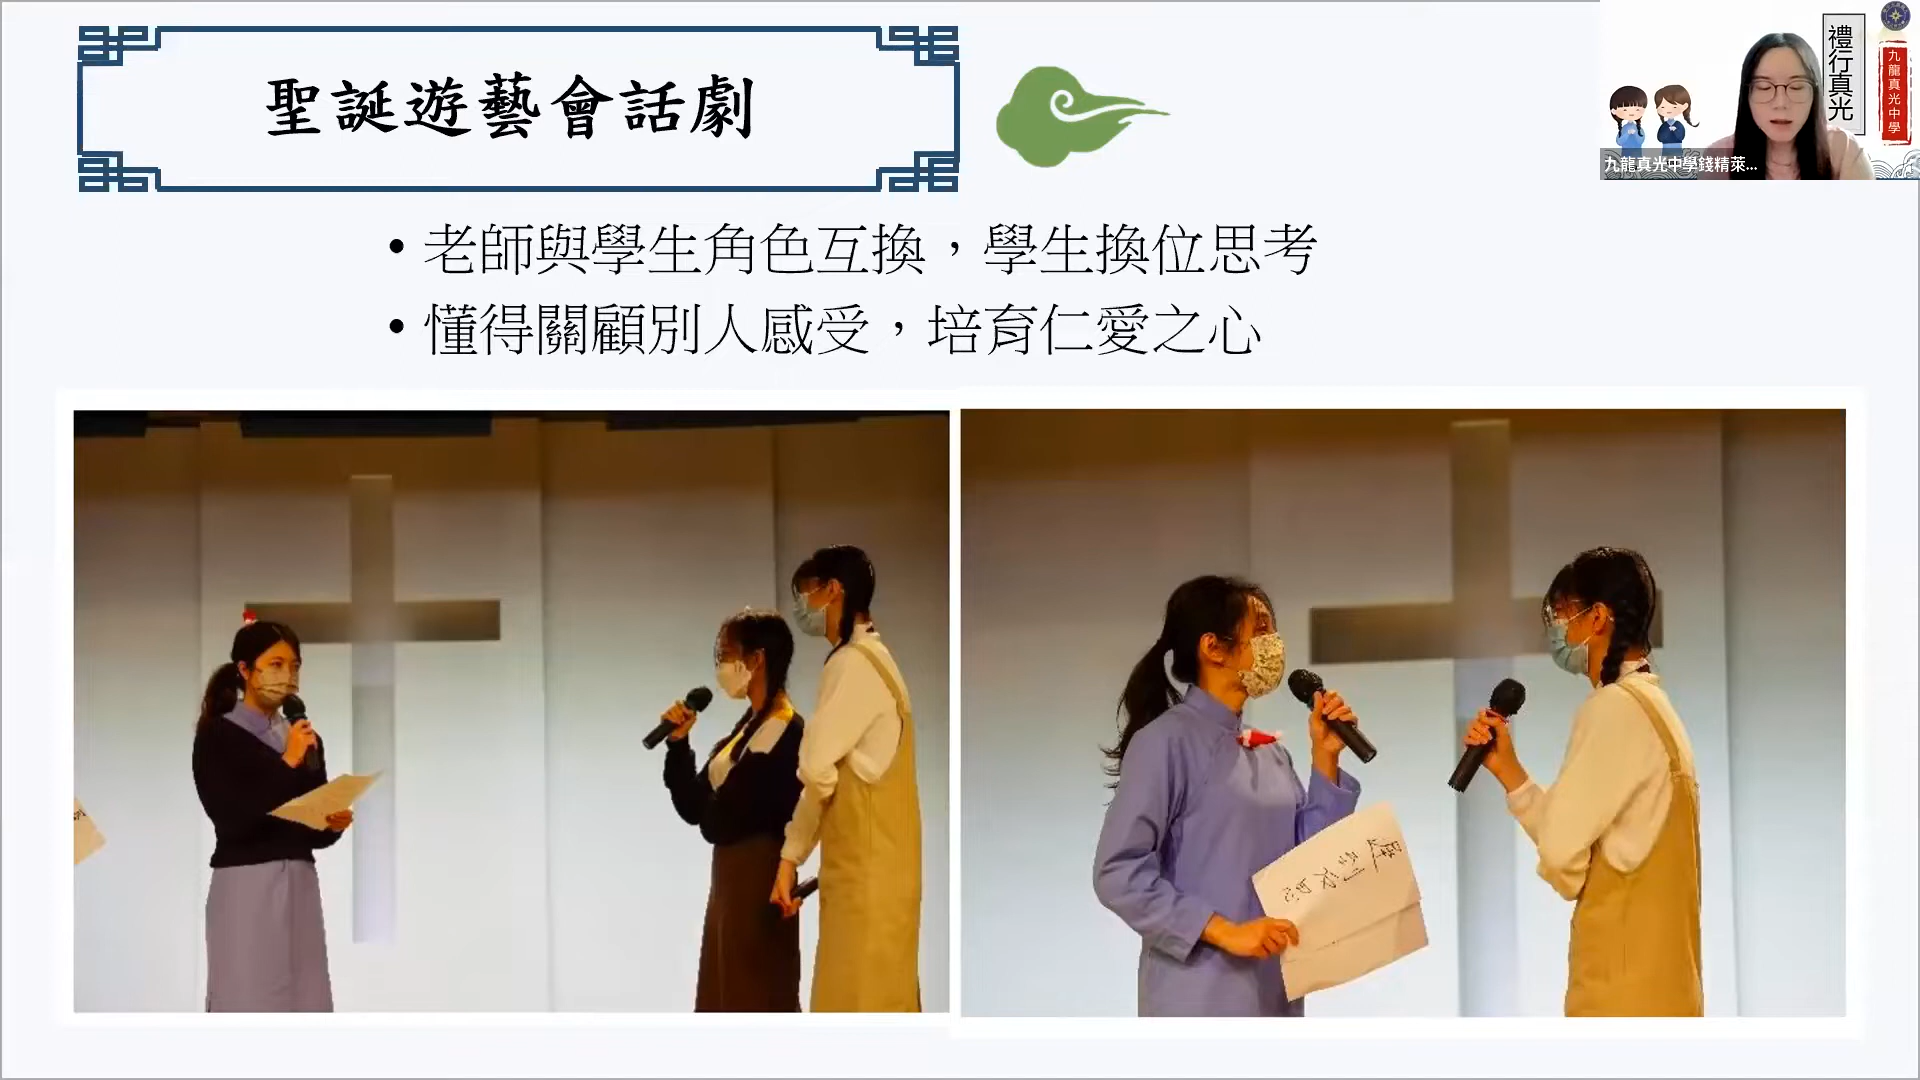 聖誕遊藝會話劇
• 老師與學生角色互換，學生換位思考
• 懂得關顧別人感受，培育仁愛之心
禮行真光
九龍真光中學
九龍真光中學錢精萊...